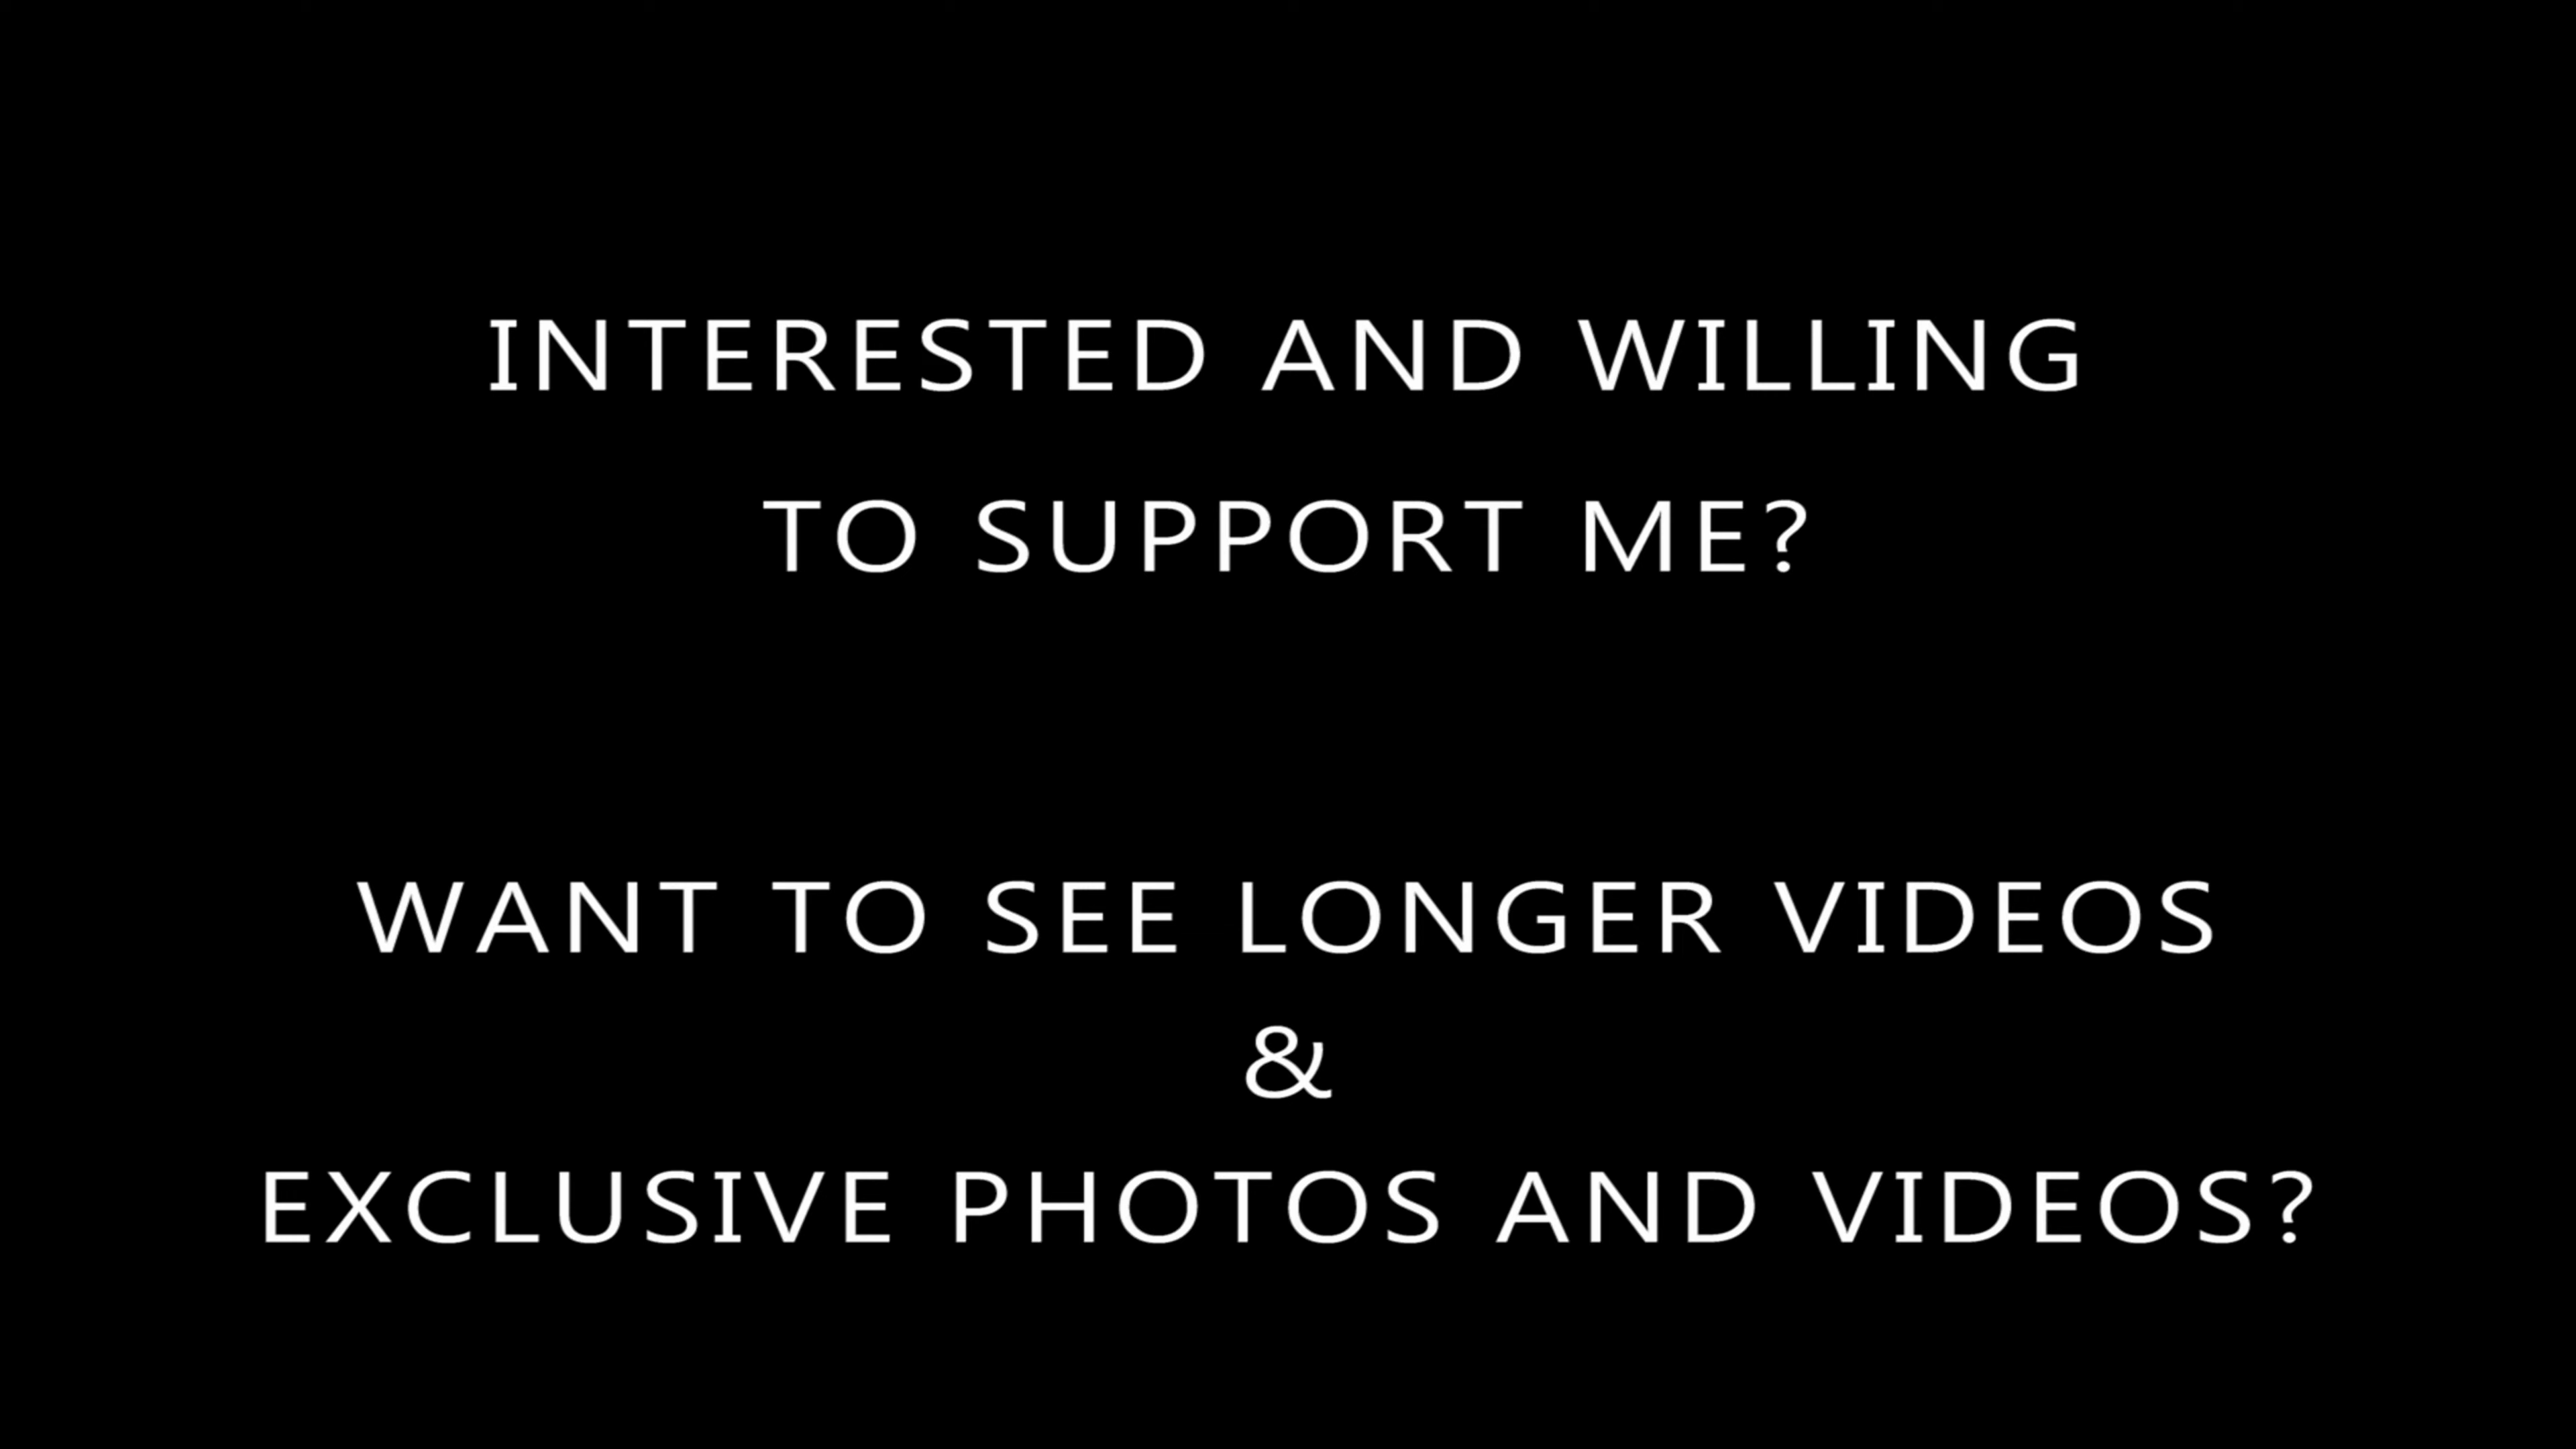 INTERESTED AND WILLING
TO SUPPORT ME?
WANT TO SEE LONGER VIDEOS
&
EXCLUSIVE PHOTOS AND VIDEOS?